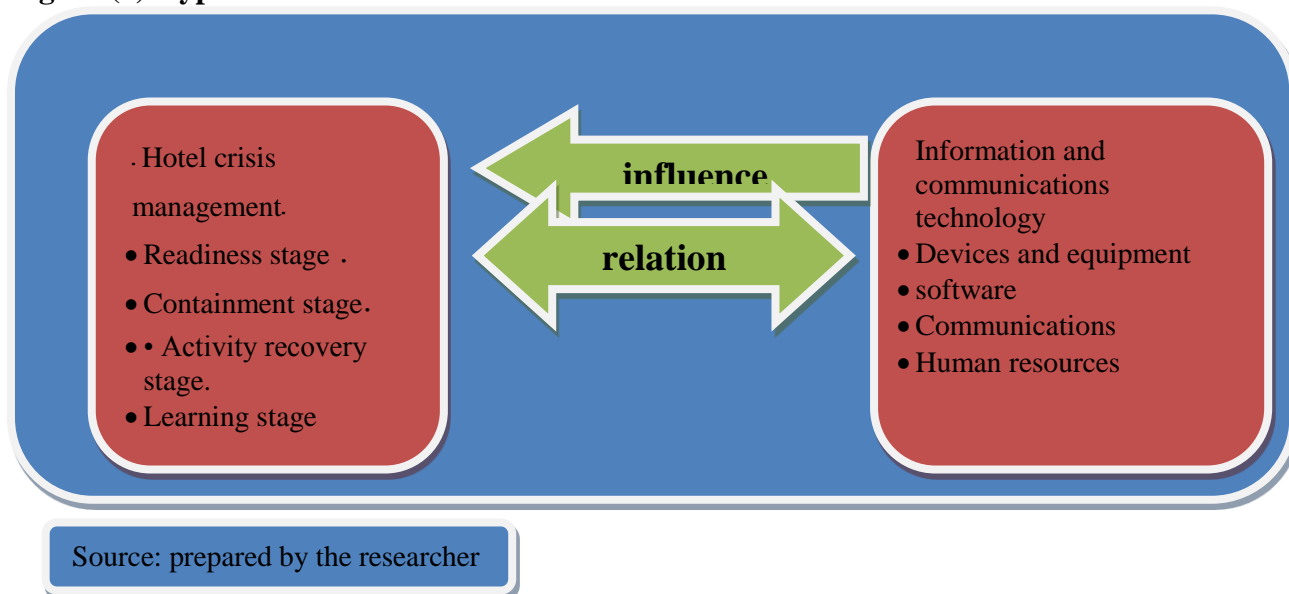 . Hotel crisis
management.
• Readiness stage .
• Containment stage.
• • Activity recovery
stage.
• Learning stage
influence
relation
Information and
communications
technology
• Devices and equipment
• software
• Communications
• Human resources
Source: prepared by the researcher